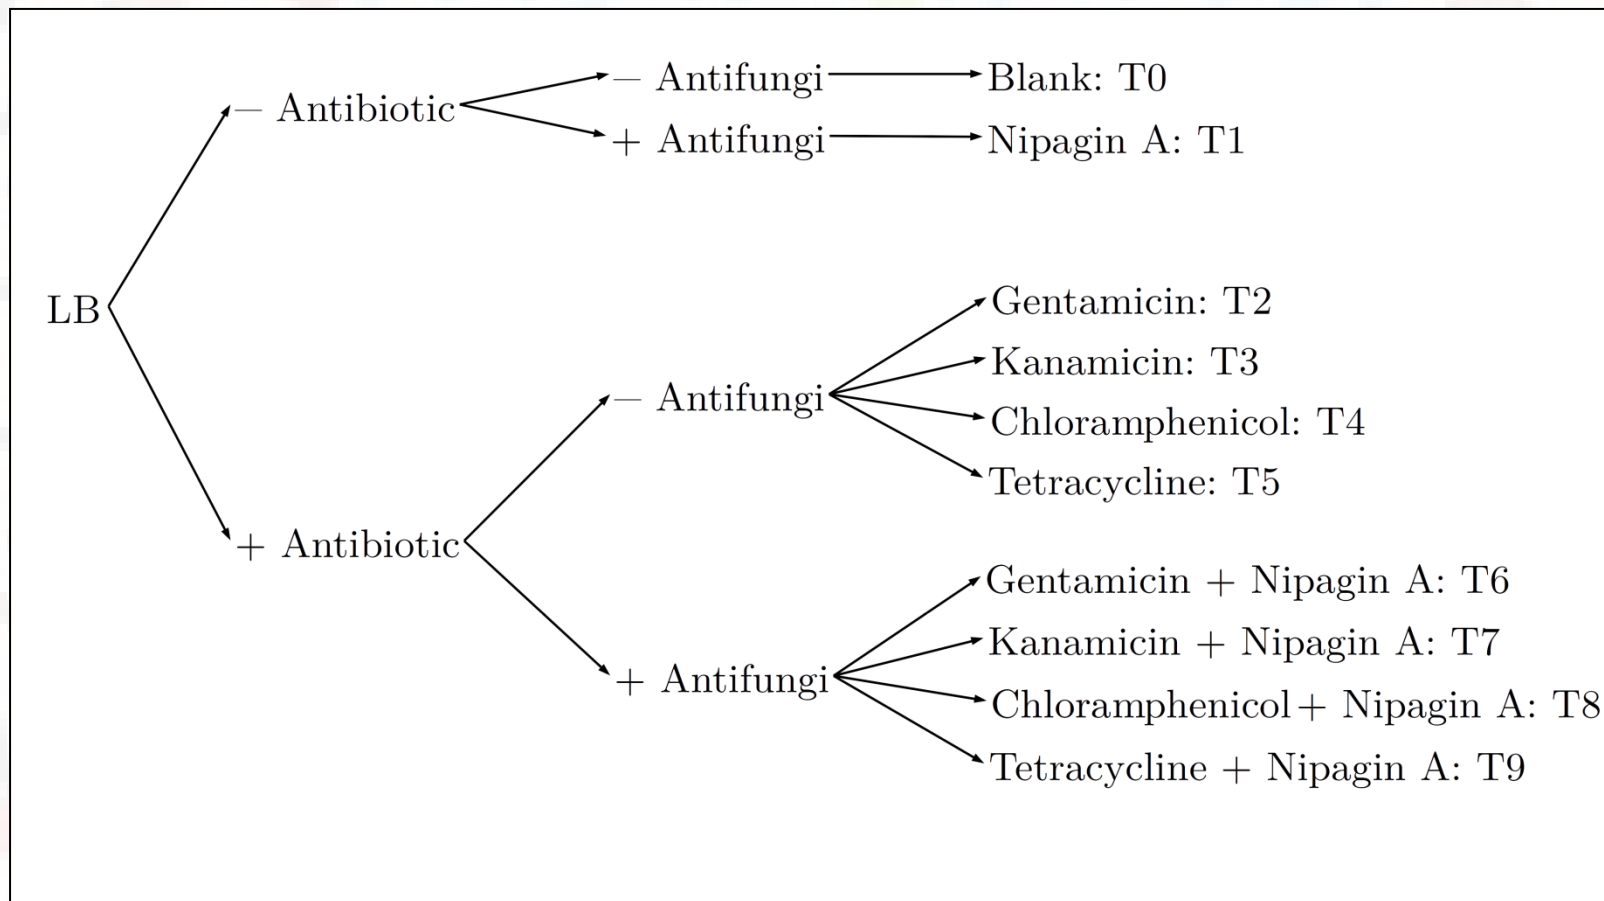 − Antifungi Blank: T0
− Antibiotic
+ Antifungi Nipagin A: T1
LB
Gentamicin: T2
Kanamicin: T3
− Antifungi
Chloramphenicol: T4
Tetracycline: T5
+ Antibiotic
Gentamicin + Nipagin A: T6
Kanamicin + Nipagin A: T7
+ Antifungi
Chloramphenicol + Nipagin A: T8
Tetracycline + Nipagin A: T9